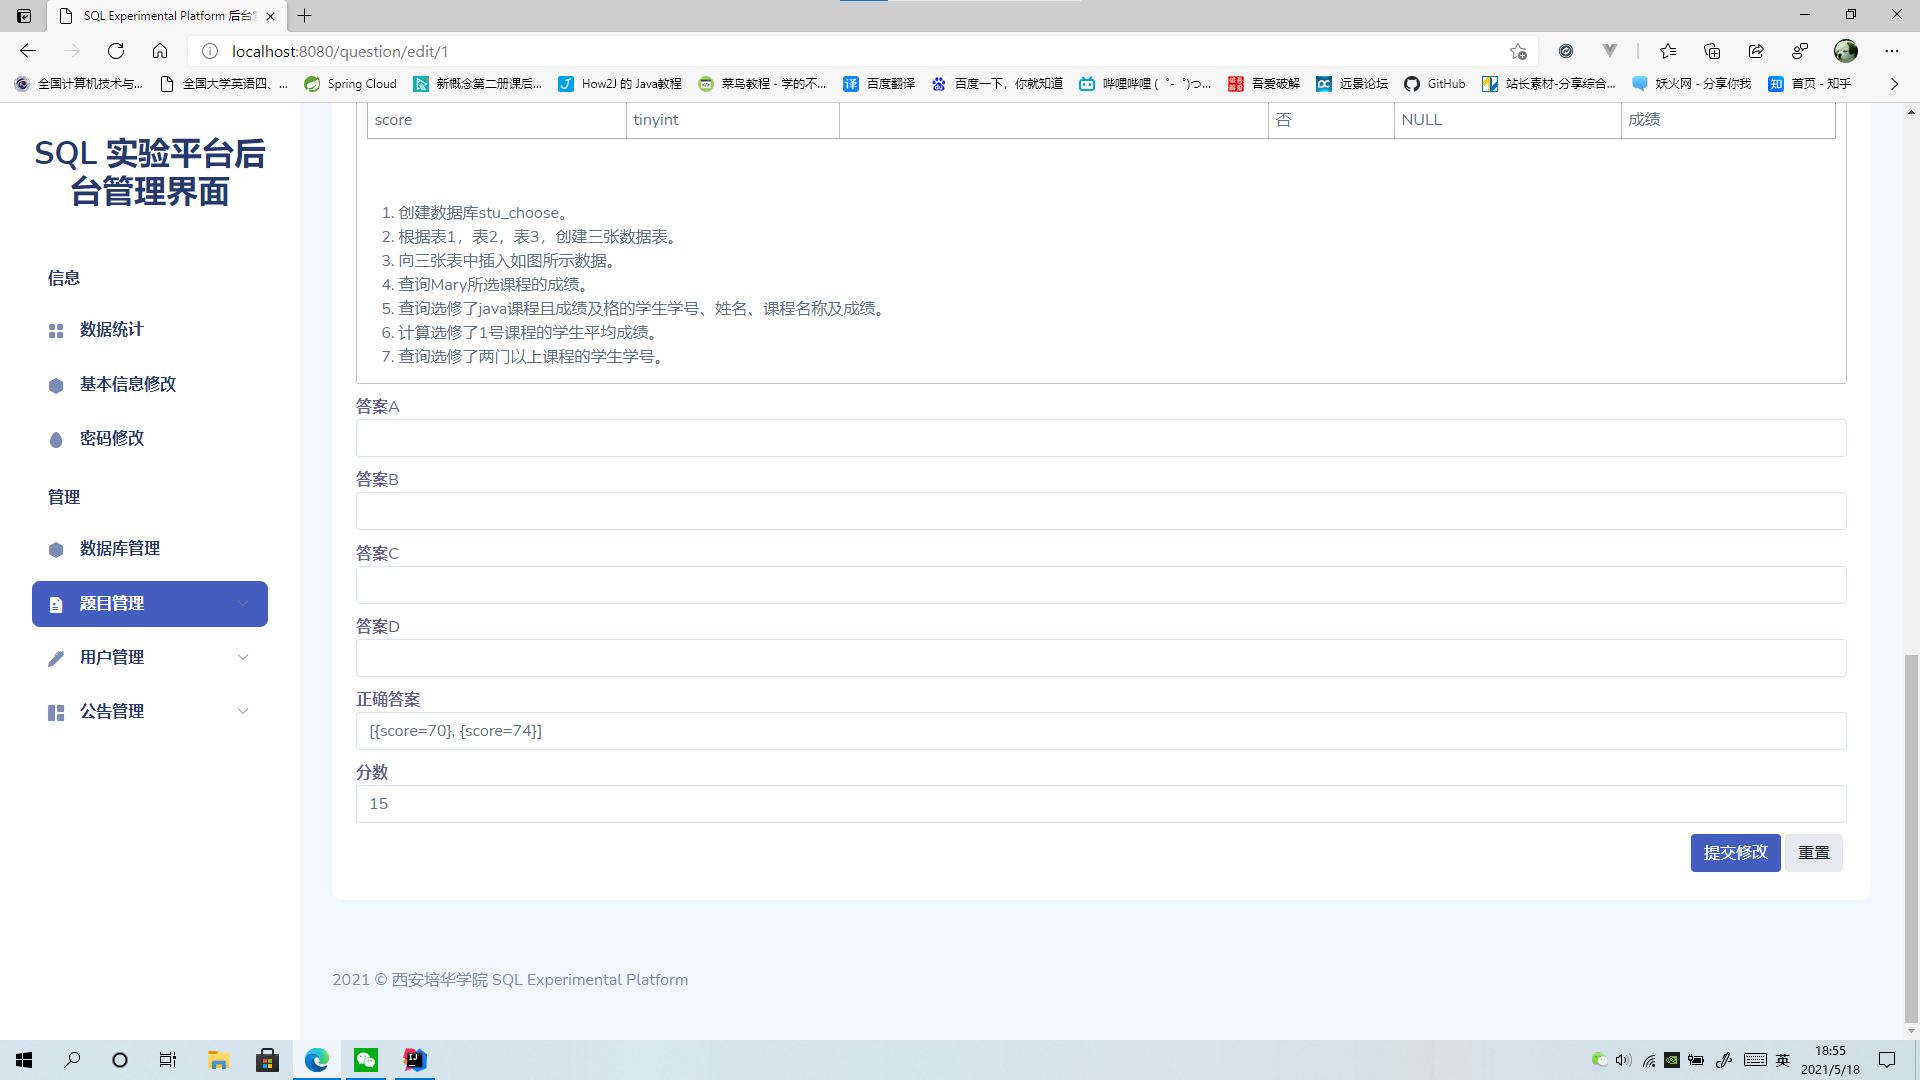 SQL Experimental Platform 后台
localhost:8080/question/edit/1
全国计算机技术与... 全国大学英语四、... Spring Cloud 新概念第二册课后... How2J 的 Java教程 菜鸟教程 - 学的不... 百度翻译 百度一下，你就知道 哔哩哔哩 ( ゜- ゜)つ... 吾爱破解 远景论坛 GitHub 站长素材-分享综合... 妖火网 - 分享你我 首页 - 知乎
SQL 实验平台后
台管理界面
信息
数据统计
基本信息修改
密码修改
管理
数据库管理
题目管理
用户管理
公告管理
score tinyint 否 NULL 成绩
1. 创建数据库stu_choose。
2. 根据表1，表2，表3，创建三张数据表。
3. 向三张表中插入如图所示数据。
4. 查询Mary所选课程的成绩。
5. 查询选修了java课程且成绩及格的学生学号、姓名、课程名称及成绩。
6. 计算选修了1号课程的学生平均成绩。
7. 查询选修了两门以上课程的学生学号。
答案A
答案B
答案C
答案D
正确答案
[{score=70}, {score=74}]
分数
15
提交修改 重置
2021 © 西安培华学院 SQL Experimental Platform
英
18:55
2021/5/18